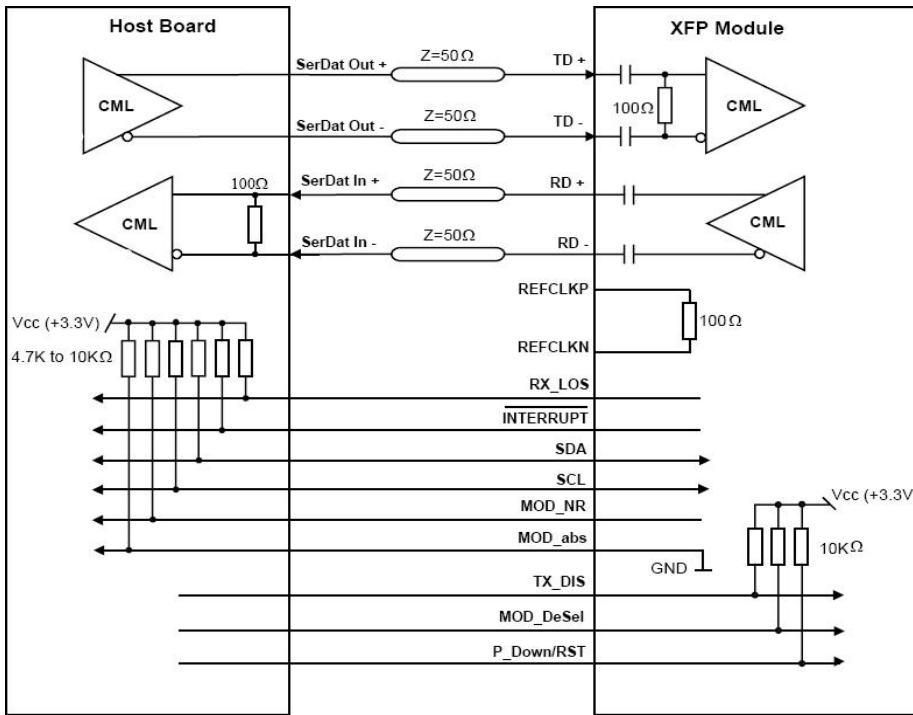 Host Board
XFP Module
SerDat Out +
Z=50Ω
TD +
CML
CML
100Ω
SerDat Out -
Z=50Ω
TD -
100Ω
SerDat In +
Z=50Ω
RD +
CML
CML
SerDat In -
Z=50Ω
RD -
REFCLKP
100Ω
REFCLKN
Vcc (+3.3V)
4.7K to 10KΩ
RX_LOS
INTERRUPT
SDA
SCL
MOD_NR
MOD_abs
GND
Vcc (+3.3V
10KΩ
TX_DIS
MOD_DeSel
P_Down/RST